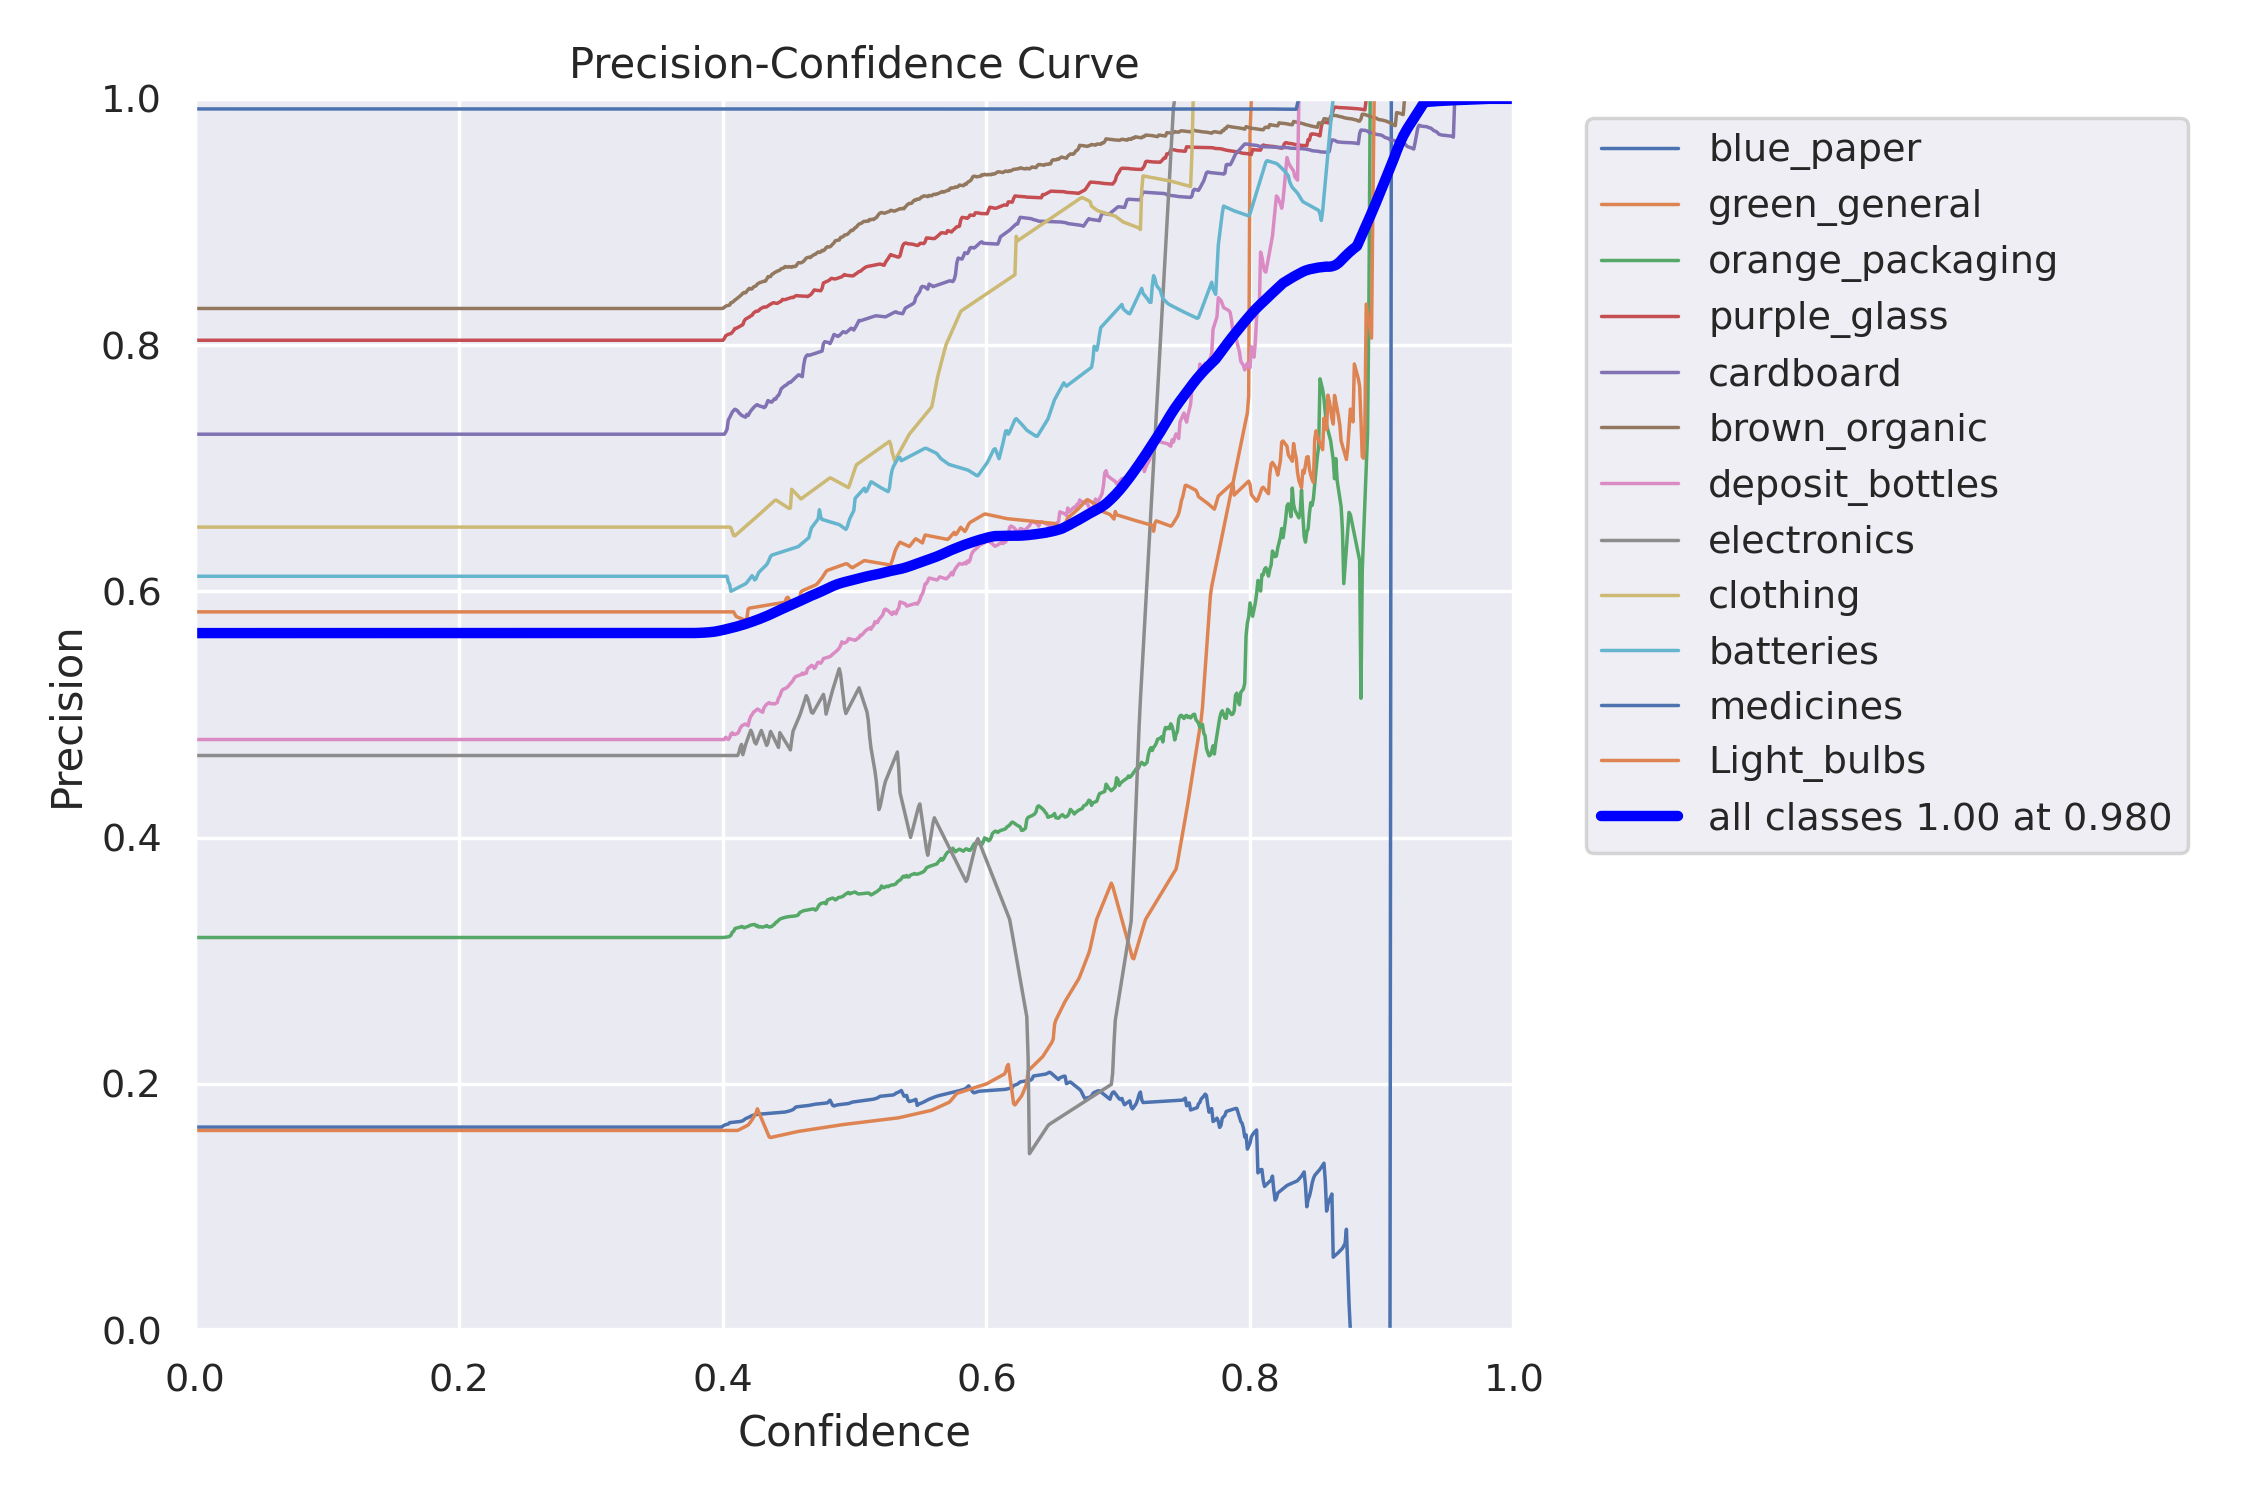 Precision-Confidence Curve
1.0
0.8
0.6
0.4
0.2
0.0
Precision
0.0 0.2 0.4 0.6 0.8 1.0
Confidence
blue_paper
green_general
orange_packaging
purple_glass
cardboard
brown_organic
deposit_bottles
electronics
clothing
batteries
medicines
Light_bulbs
all classes 1.00 at 0.980